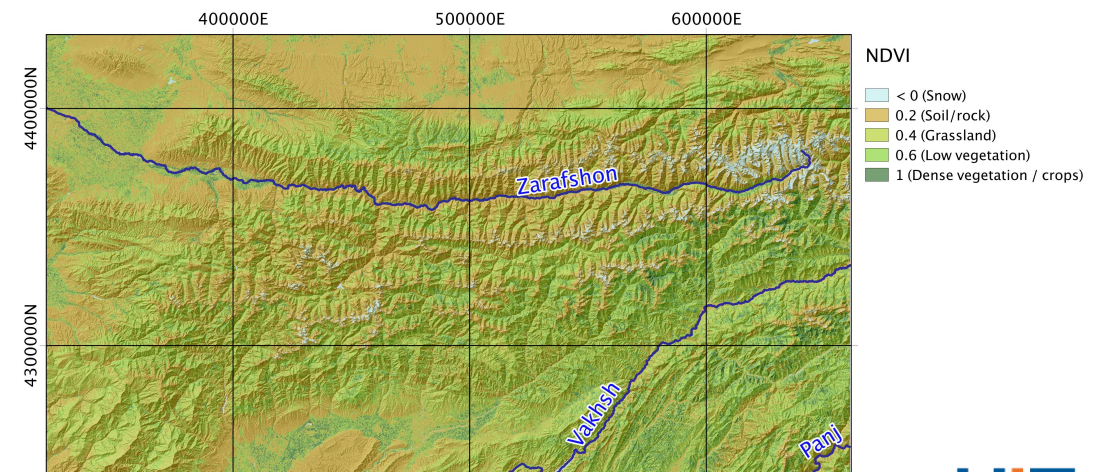 400000E 500000E 600000E
4400000N
4300000N
Zarafshon
Vakhsh
Panj
NDVI
< 0 (Snow)
0.2 (Soil/rock)
0.4 (Grassland)
0.6 (Low vegetation)
1 (Dense vegetation / crops)